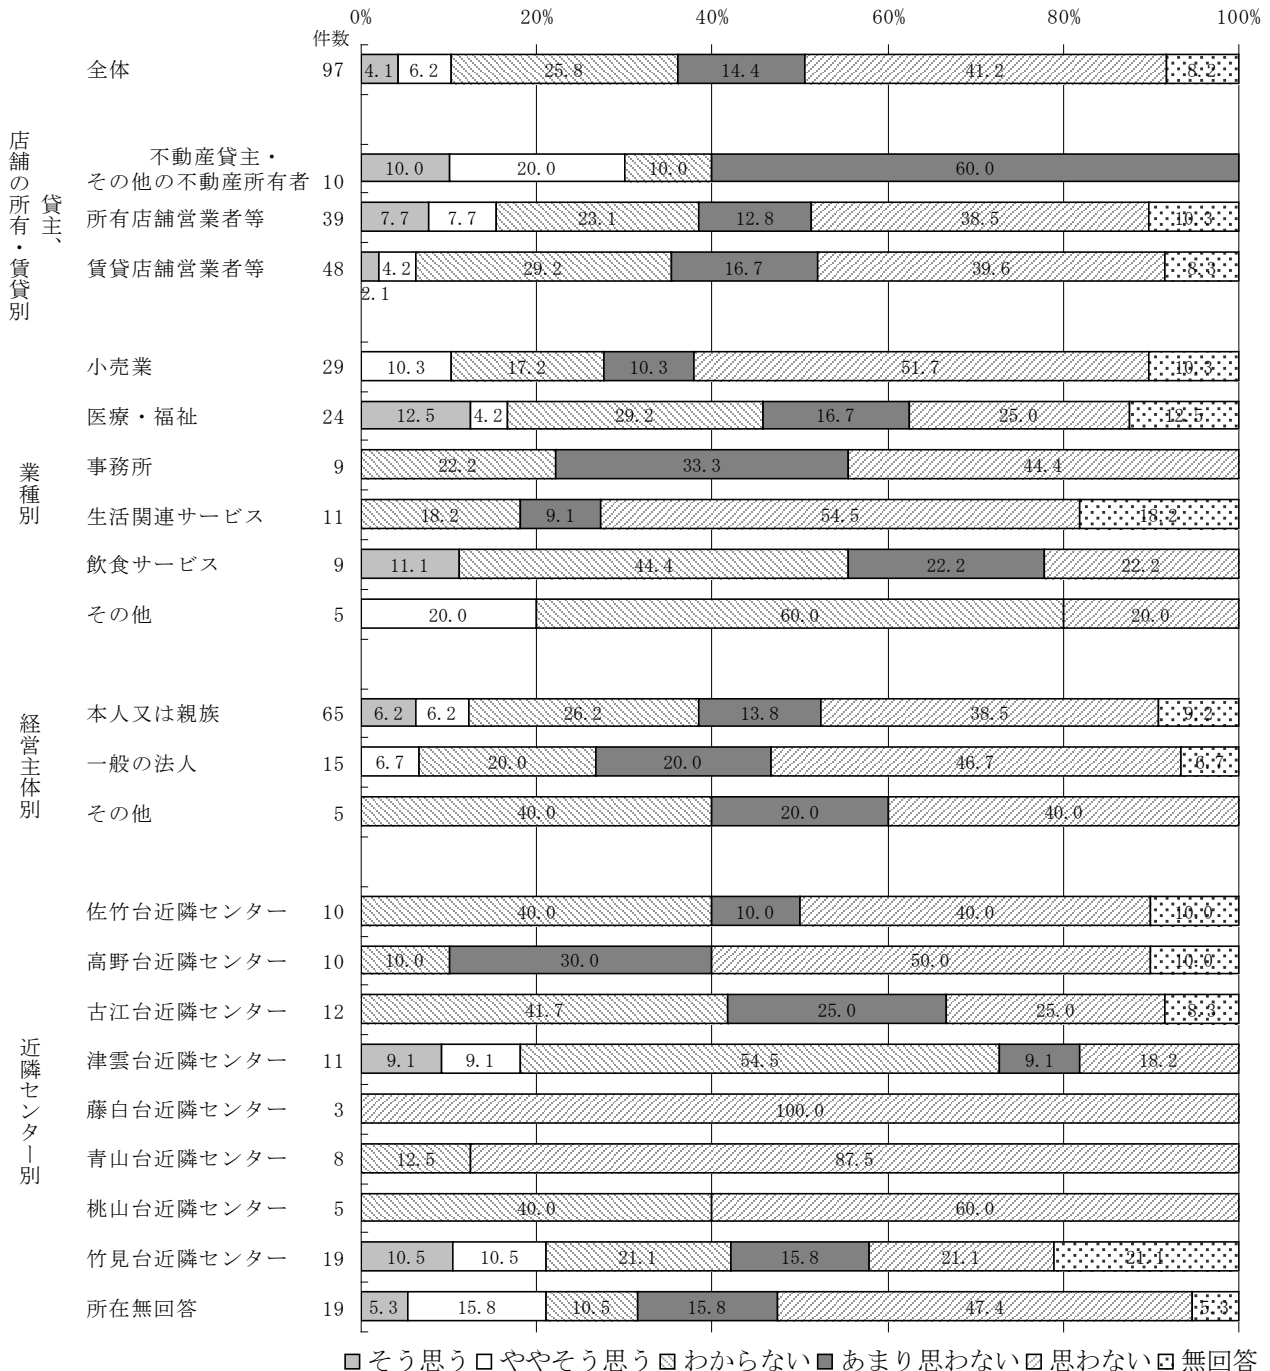 0% 20% 40% 60% 80% 100%
件数
全体 97 4.1 6.2 25.8 14.4 41.2 8.2
貸主、
店舗の所有・賃貸別
不動産貸主・
その他の不動産所有者 10 10.0 20.0 10.0 60.0
所有店舗営業者等 39 7.7 7.7 23.1 12.8 38.5 10.3
賃貸店舗営業者等 48 4.2 29.2 16.7 39.6 8.3
2.1
業種別
小売業 29 10.3 17.2 10.3 51.7 10.3
医療・福祉 24 12.5 4.2 29.2 16.7 25.0 12.5
事務所 9 22.2 33.3 44.4
生活関連サービス 11 18.2 9.1 54.5 18.2
飲食サービス 9 11.1 44.4 22.2 22.2
その他 5 20.0 60.0 20.0
経営主体別
本人又は親族 65 6.2 6.2 26.2 13.8 38.5 9.2
一般の法人 15 6.7 20.0 20.0 46.7 6.7
その他 5 40.0 20.0 40.0
近隣センター別
佐竹台近隣センター 10 40.0 10.0 40.0 10.0
高野台近隣センター 10 10.0 30.0 50.0 10.0
古江台近隣センター 12 41.7 25.0 25.0 8.3
津雲台近隣センター 11 9.1 9.1 54.5 9.1 18.2
藤白台近隣センター 3 100.0
青山台近隣センター 8 12.5 87.5
桃山台近隣センター 5 40.0 60.0
竹見台近隣センター 19 10.5 10.5 21.1 15.8 21.1 21.1
所在無回答 19 5.3 15.8 10.5 15.8 47.4 5.3
そう思う ややそう思う わからない あまり思わない 思わない 無回答